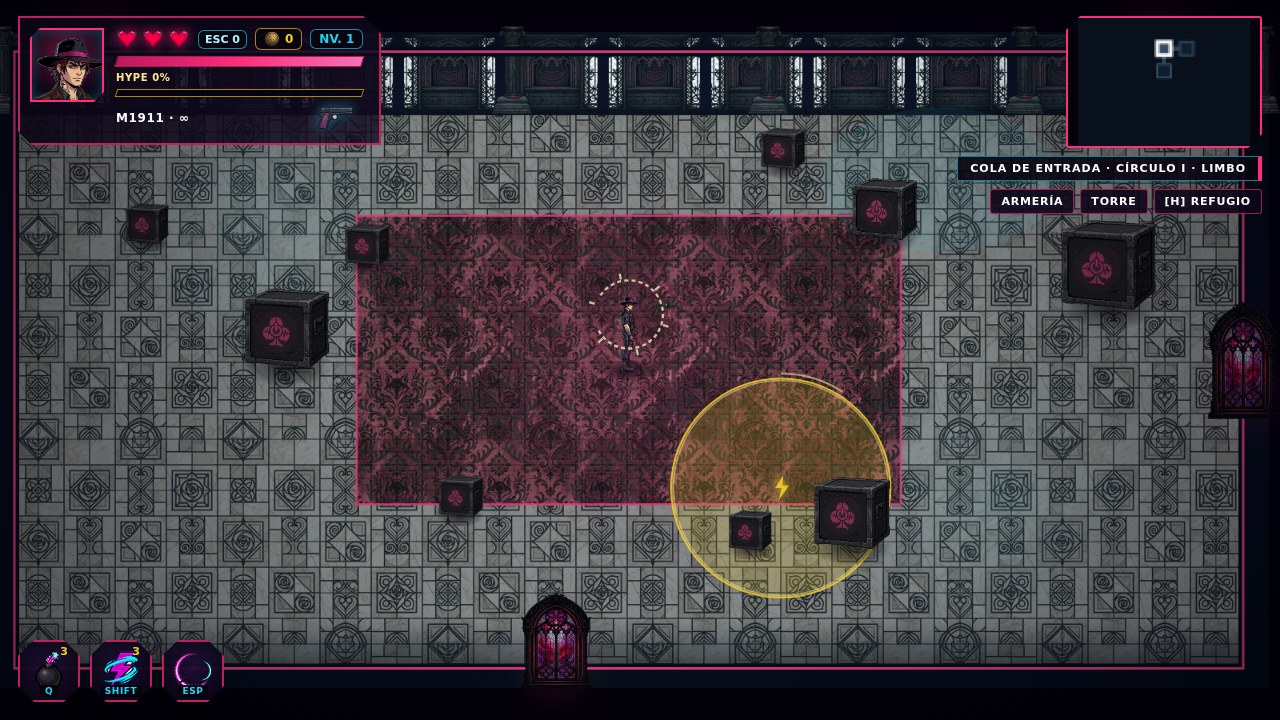 ESC 0
0
NV. 1
HYPE 0%
M1911 · ∞
COLA DE ENTRADA · CÍRCULO I · LIMBO
ARMERÍA
TORRE
[H] REFUGIO
3
Q
3
SHIFT
ESP